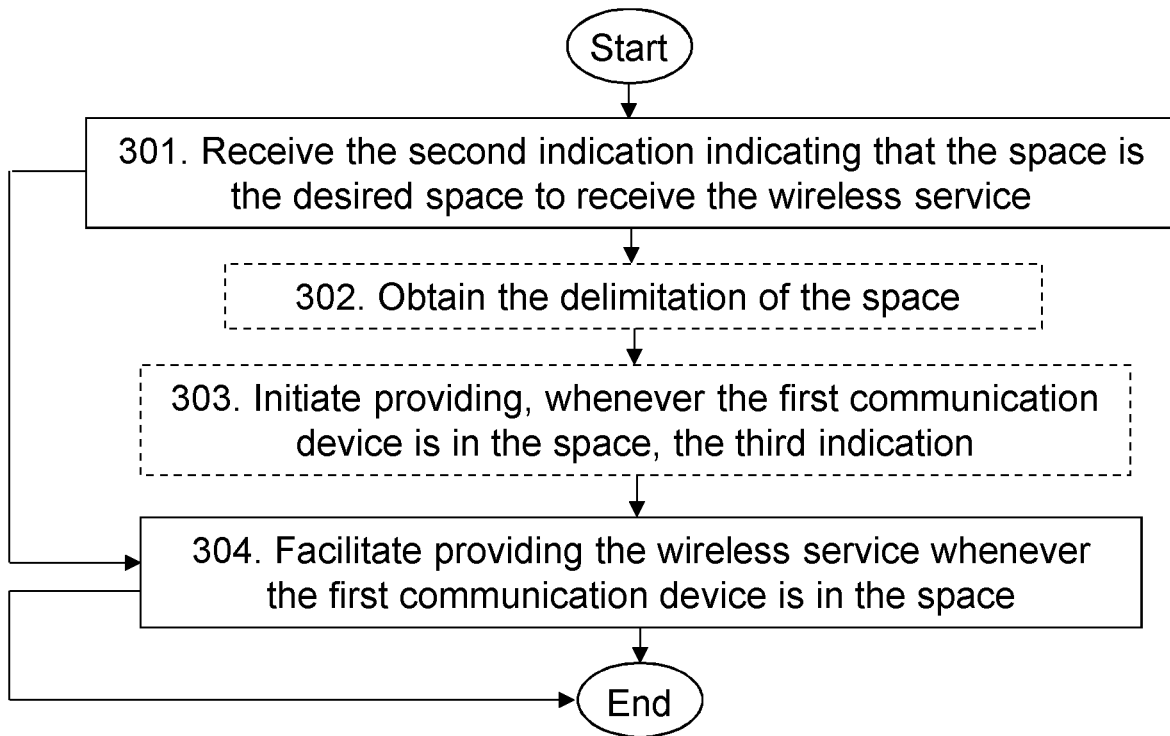 Start
301. Receive the second indication indicating that the space is
the desired space to receive the wireless service
302. Obtain the delimitation of the space
303. Initiate providing, whenever the first communication
device is in the space, the third indication
304. Facilitate providing the wireless service whenever
the first communication device is in the space
End